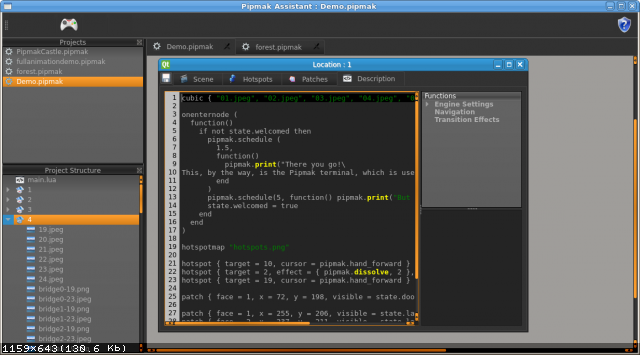 Pipmak Assistant : Demo.pipmak
Projects
PipmakCastle.pipmak
fullanimationdemo.pipmak
forest.pipmak
Demo.pipmak
Project Structure
main.lua
1
2
3
4
19.jpeg
20.jpeg
21.jpeg
22.jpeg
23.jpeg
24.jpeg
bridge0-19.png
bridge0-23.png
bridge1-19.png
bridge1-23.png
bridge2-19.png
bridge2-23.png
1159x643(130.6 Kb)
Demo.pipmak
forest.pipmak
Qt
Location : 1
Scene
Hotspots
Patches
Description
1 cubic { "01.jpeg", "02.jpeg", "03.jpeg", "04.jpeg",
2
3 onenternode (
4 function()
5 if not state.welcomed then
6 pipmak.schedule (
7 1.5,
8 function()
9 pipmak.print("There you go!\
10 This, by the way, is the Pipmak terminal, which is use
11 end
12 )
13 pipmak.schedule(5, function() pipmak.print("But
14 state.welcomed = true
15 end
16 end
17 )
18
19 hotspotmap "hotspots.png"
20
21 hotspot { target = 10, cursor = pipmak.hand_forward }
22 hotspot { target = 2, effect = { pipmak.dissolve, 2 },
23 hotspot { target = 19, cursor = pipmak.hand_forward }
24
25 patch { face = 1, x = 72, y = 198, visible = state.doo
26
27 patch { face = 1, x = 255, y = 206, visible = state.la
Functions
Engine Settings
Navigation
Transition Effects